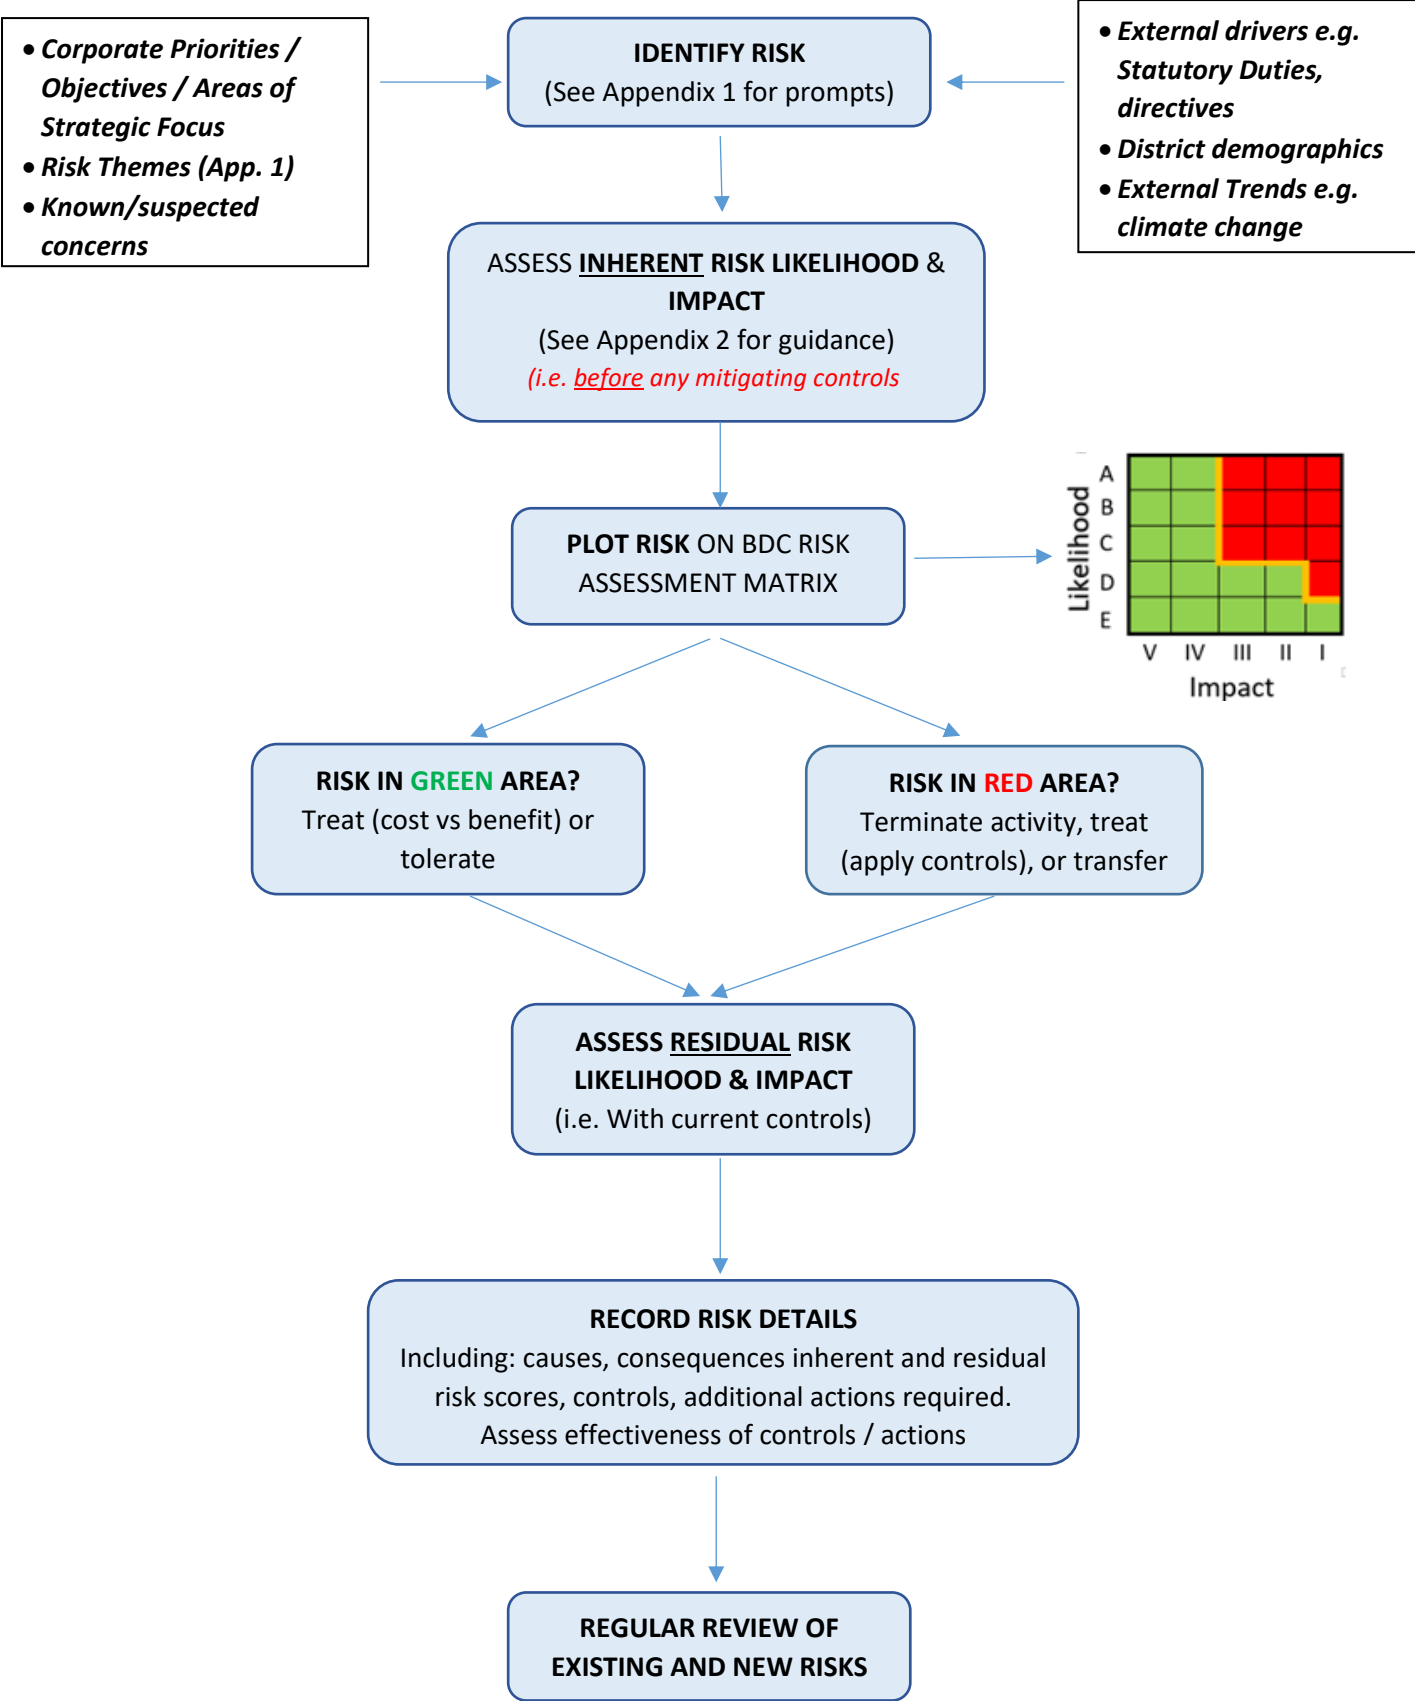 • Corporate Priorities /
Objectives / Areas of
Strategic Focus
• Risk Themes (App. 1)
• Known/suspected
concerns
IDENTIFY RISK
(See Appendix 1 for prompts)
• External drivers e.g.
Statutory Duties,
directives
• District demographics
• External Trends e.g.
climate change
ASSESS INHERENT RISK LIKELIHOOD &
IMPACT
(See Appendix 2 for guidance)
(i.e. before any mitigating controls
PLOT RISK ON BDC RISK
ASSESSMENT MATRIX
Likelihood
A
B
C
D
E
V IV III II I
Impact
RISK IN GREEN AREA?
Treat (cost vs benefit) or
tolerate
RISK IN RED AREA?
Terminate activity, treat
(apply controls), or transfer
ASSESS RESIDUAL RISK
LIKELIHOOD & IMPACT
(i.e. With current controls)
RECORD RISK DETAILS
Including: causes, consequences inherent and residual
risk scores, controls, additional actions required.
Assess effectiveness of controls / actions
REGULAR REVIEW OF
EXISTING AND NEW RISKS